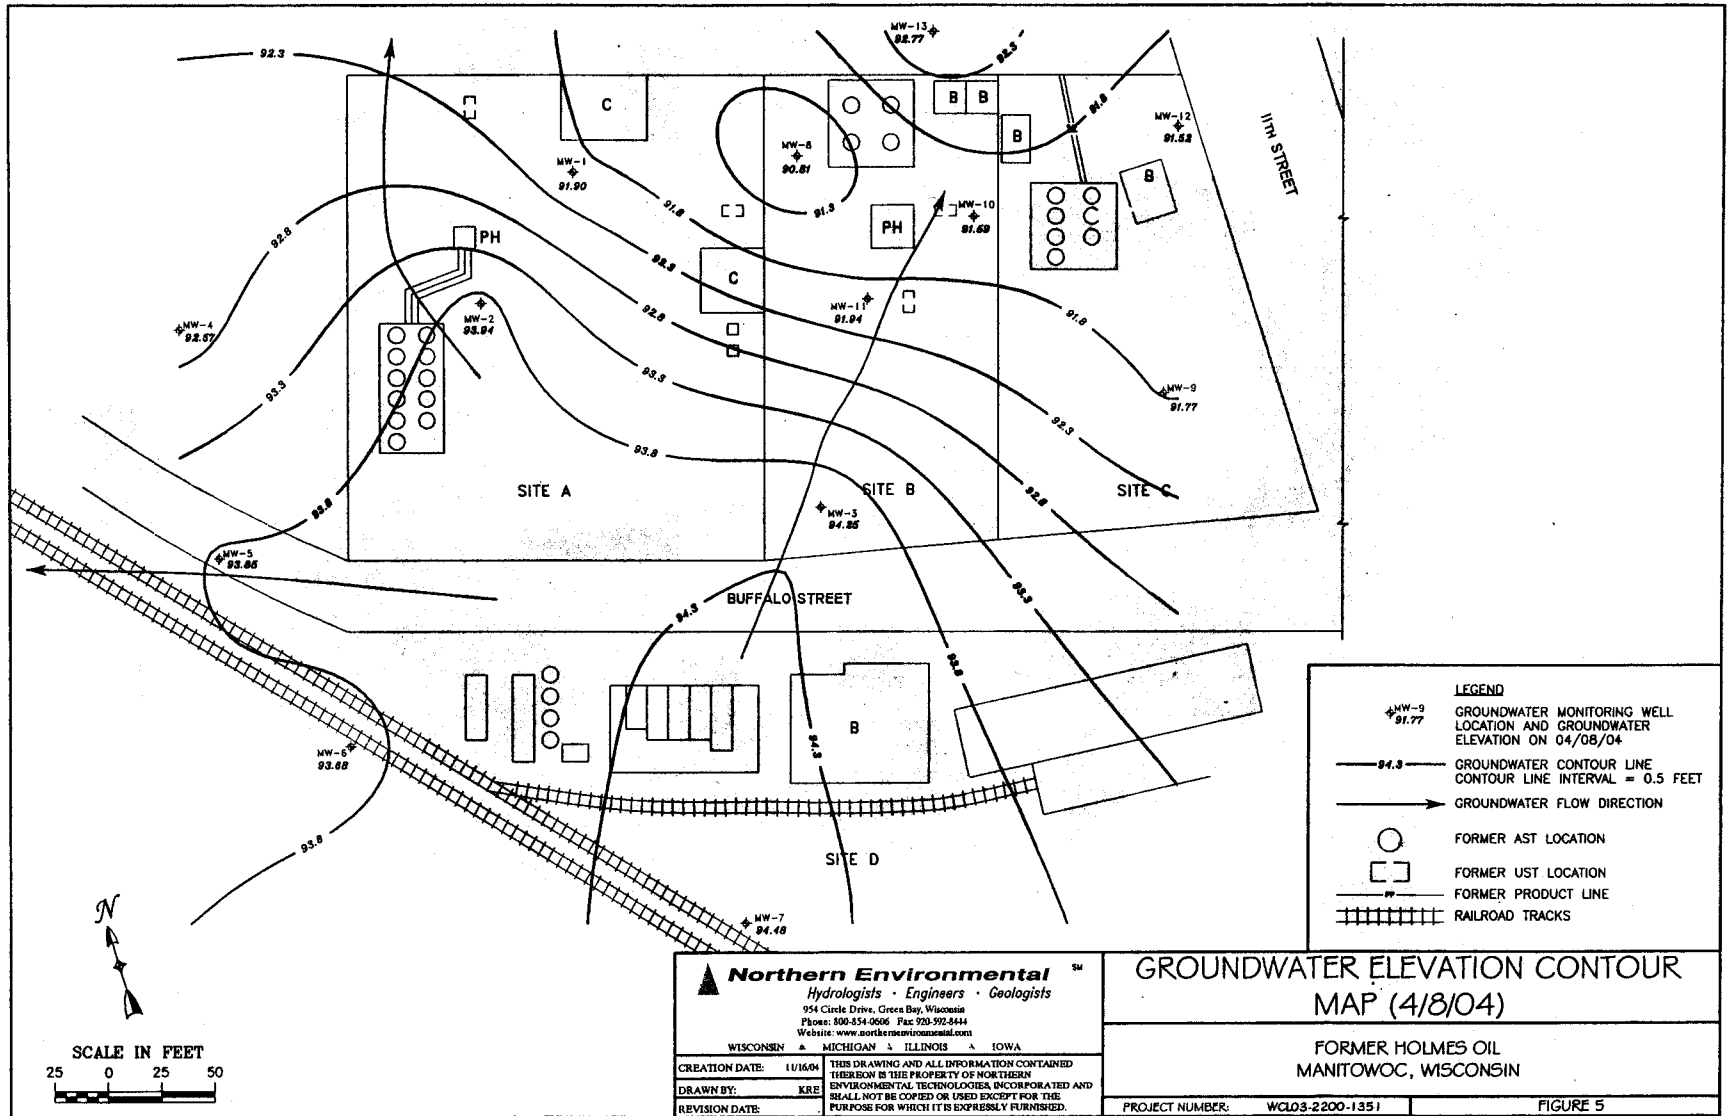 MW-13
92.77
92.3
92.3
C
B B
91.8
MW-12
91.52
11TH STREET
MW-8
90.81
B
MW-1
91.90
B
91.8
91.3
MW-10
91.69
92.8
PH
PH
92.3
C
MW-11
91.94
92.8
91.8
MW-4
92.57
MW-2
93.94
93.3
93.3
MW-9
91.77
92.3
93.8
SITE A
SITE B
SITE C
92.8
93.8
MW-3
94.25
MW-5
93.85
93.3
BUFFALO STREET
94.3
93.8
B
94.3
MW-6
93.68
93.8
SITE D
MW-7
94.48
N
SCALE IN FEET
25 0 25 50
LEGEND
MW-9
91.77
GROUNDWATER MONITORING WELL
LOCATION AND GROUNDWATER
ELEVATION ON 04/08/04
94.3
GROUNDWATER CONTOUR LINE
CONTOUR LINE INTERVAL = 0.5 FEET
GROUNDWATER FLOW DIRECTION
FORMER AST LOCATION
FORMER UST LOCATION
PP
FORMER PRODUCT LINE
RAILROAD TRACKS
Northern Environmental SM
Hydrologists · Engineers · Geologists
954 Circle Drive, Green Bay, Wisconsin
Phone: 800-854-0606 Fax: 920-592-8444
Website: www.northernenvironmental.com
WISCONSIN MICHIGAN ILLINOIS IOWA
CREATION DATE: 11/16/04
DRAWN BY: KRE
REVISION DATE:
THIS DRAWING AND ALL INFORMATION CONTAINED
THEREON IS THE PROPERTY OF NORTHERN
ENVIRONMENTAL TECHNOLOGIES, INCORPORATED AND
SHALL NOT BE COPIED OR USED EXCEPT FOR THE
PURPOSE FOR WHICH IT IS EXPRESSLY FURNISHED.
GROUNDWATER ELEVATION CONTOUR
MAP (4/8/04)
FORMER HOLMES OIL
MANITOWOC, WISCONSIN
PROJECT NUMBER: WCL03-2200-1351
FIGURE 5